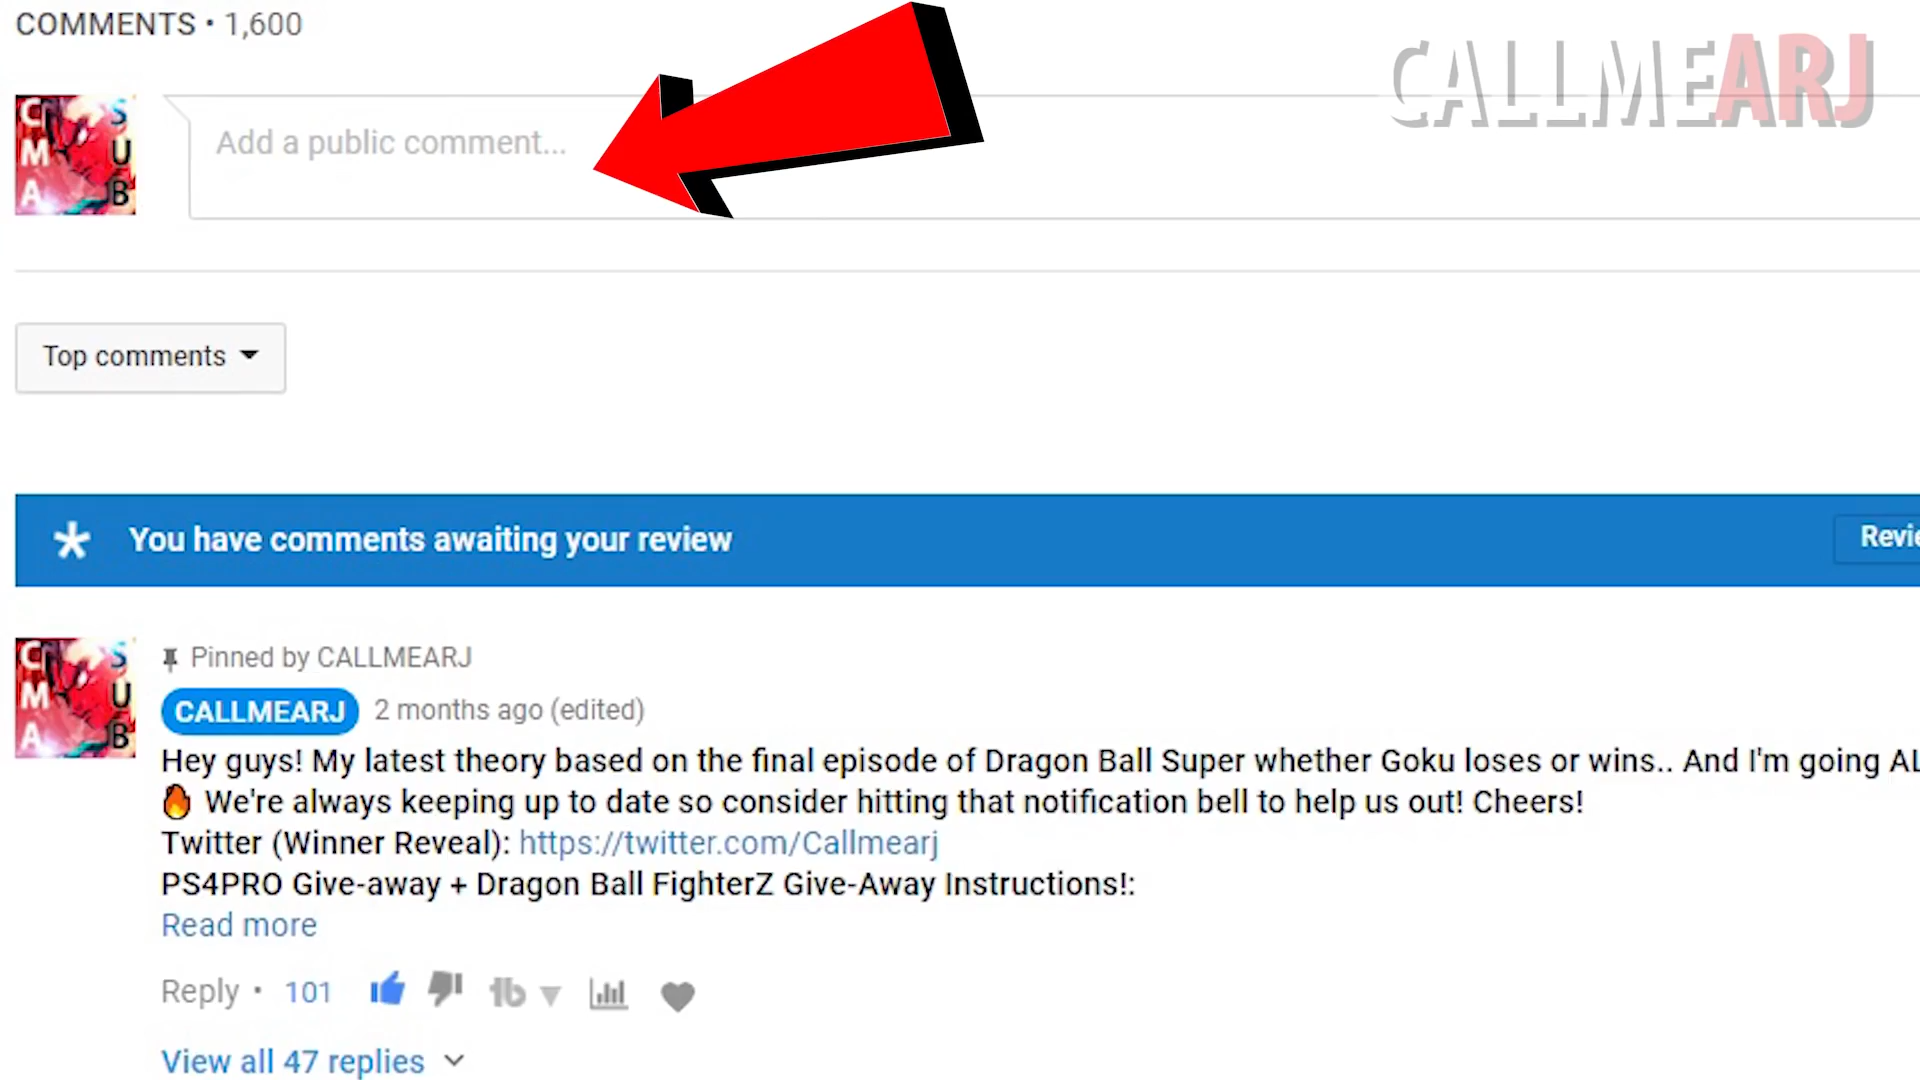 COMMENTS • 1,600
CALLMEARJ
C S
M U
A B
Add a public comment...
Top comments
You have comments awaiting your review
Revie
C S
M U
A B
Pinned by CALLMEARJ
CALLMEARJ 2 months ago (edited)
Hey guys! My latest theory based on the final episode of Dragon Ball Super whether Goku loses or wins.. And I'm going AL
🔥 We're always keeping up to date so consider hitting that notification bell to help us out! Cheers!
Twitter (Winner Reveal): https://twitter.com/Callmearj
PS4PRO Give-away + Dragon Ball FighterZ Give-Away Instructions!:
Read more
Reply • 101 tb
View all 47 replies